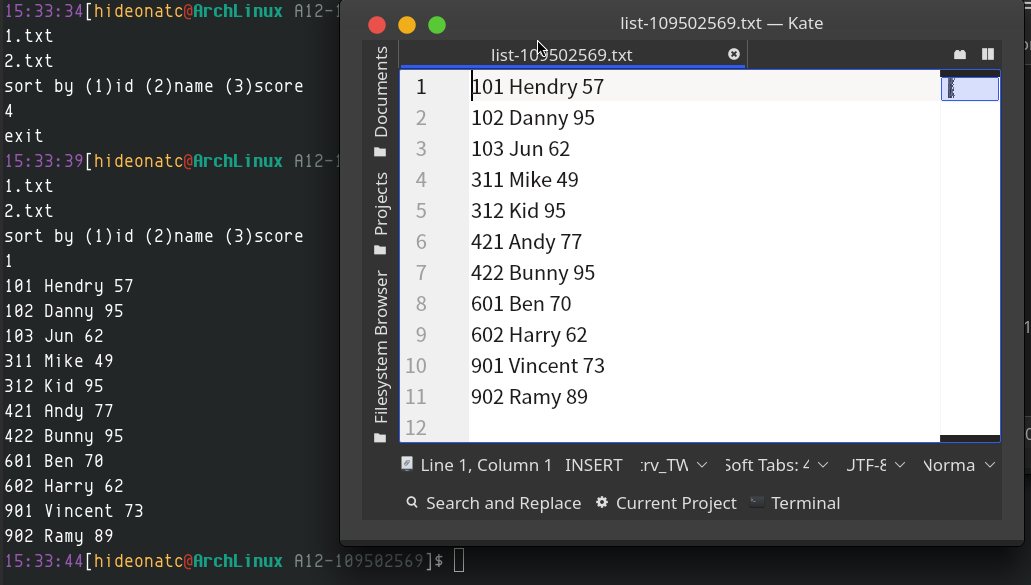 15:33:34[hideonatc@ArchLinux A12-1
1.txt
2.txt
sort by (1)id (2)name (3)score
4
exit
15:33:39[hideonatc@ArchLinux A12-1
1.txt
2.txt
sort by (1)id (2)name (3)score
1
101 Hendry 57
102 Danny 95
103 Jun 62
311 Mike 49
312 Kid 95
421 Andy 77
422 Bunny 95
601 Ben 70
602 Harry 62
901 Vincent 73
902 Ramy 89
15:33:44[hideonatc@ArchLinux A12-109502569]$
list-109502569.txt — Kate
list-109502569.txt
Documents
Projects
Filesystem Browser
1 101 Hendry 57
2 102 Danny 95
3 103 Jun 62
4 311 Mike 49
5 312 Kid 95
6 421 Andy 77
7 422 Bunny 95
8 601 Ben 70
9 602 Harry 62
10 901 Vincent 73
11 902 Ramy 89
12
Line 1, Column 1 INSERT :rv_TW Soft Tabs: 4 UTF-8 Norma
Search and Replace Current Project Terminal